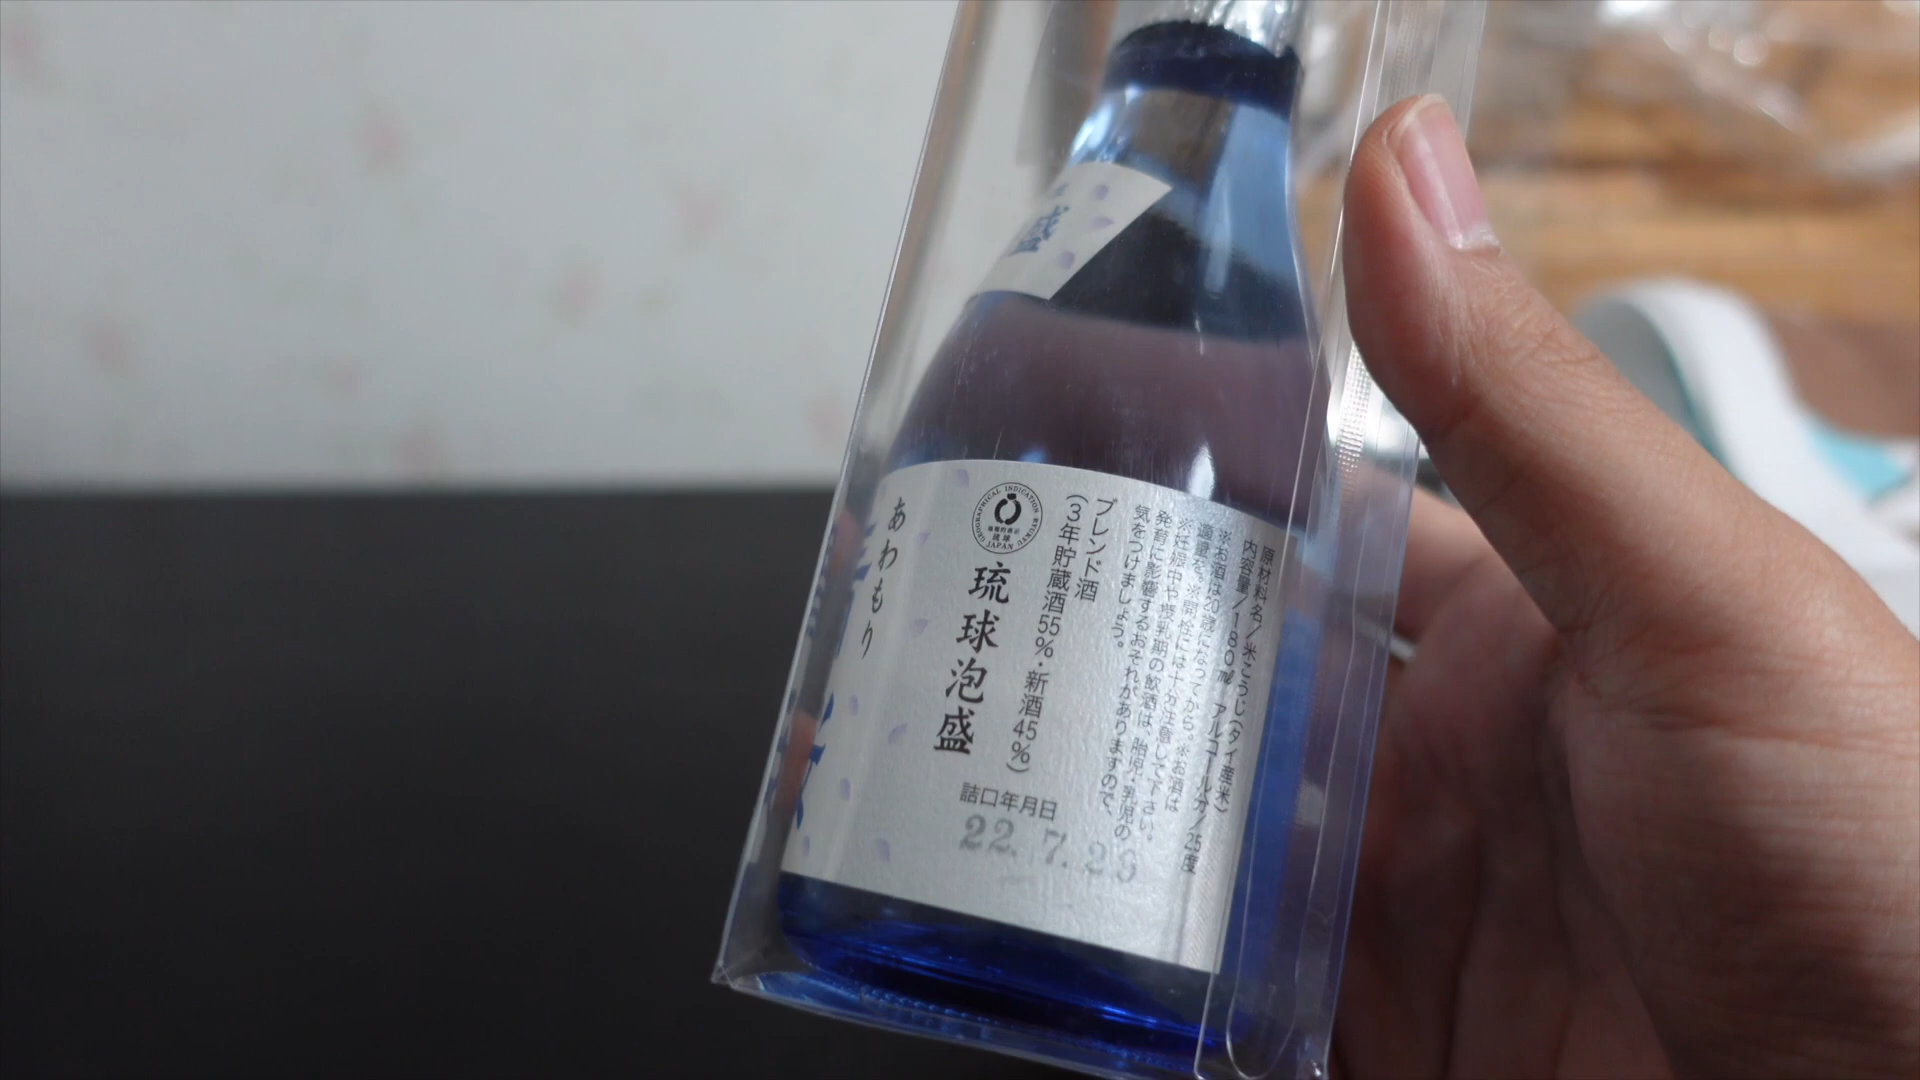 原材料名/米こうじ(タイ産米)
内容量/180㎖ アルコール分/25度
※お酒は20歳になってから。※お酒は
適量を。※開栓には十分注意して下さい。
※妊娠中や授乳期の飲酒は、胎児・乳児の
発育に影響するおそれがありますので、
気をつけましょう。
ブレンド酒
(3年貯蔵酒55%・新酒45%)
GEOGRAPHICAL INDICATION RYUKYU
JAPAN
琉球
琉球泡盛
詰口年月日
22. 7.
あわもり
盛